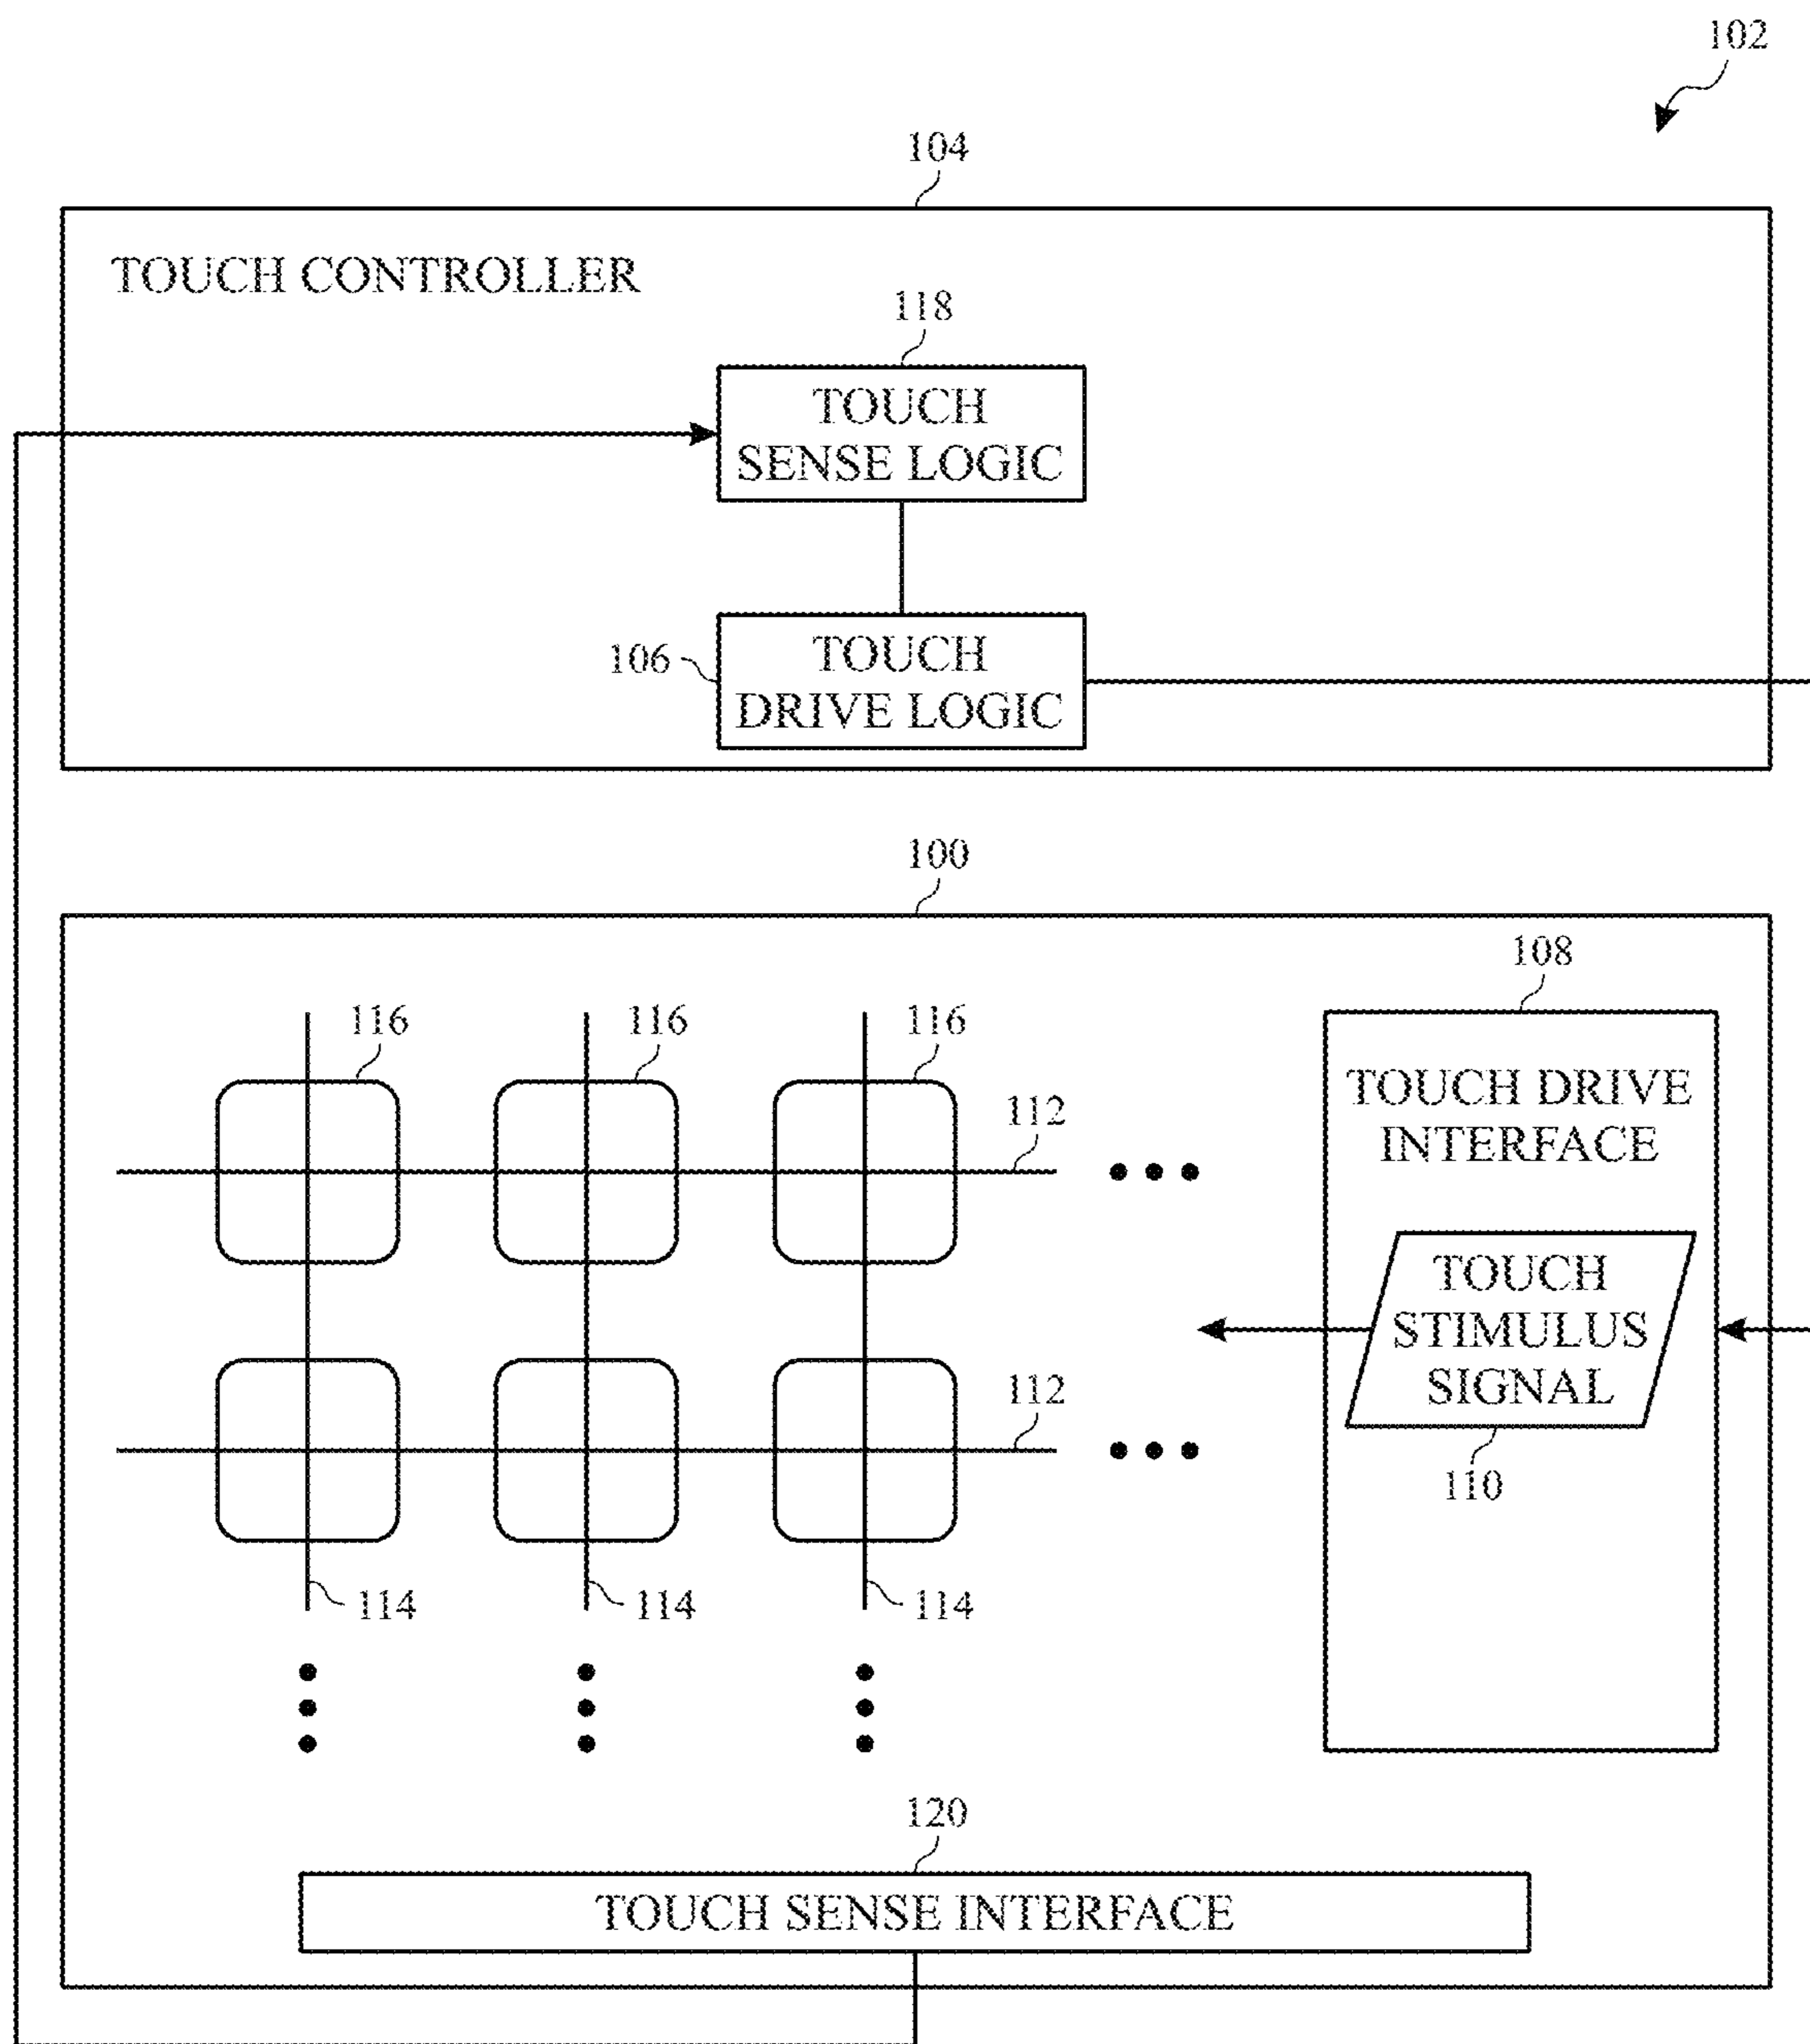 102
104
TOUCH CONTROLLER
118
TOUCH
SENSE LOGIC
106
TOUCH
DRIVE LOGIC
100
108
116
116
116
TOUCH DRIVE
INTERFACE
112
TOUCH
STIMULUS
SIGNAL
112
110
114
114
114
120
TOUCH SENSE INTERFACE